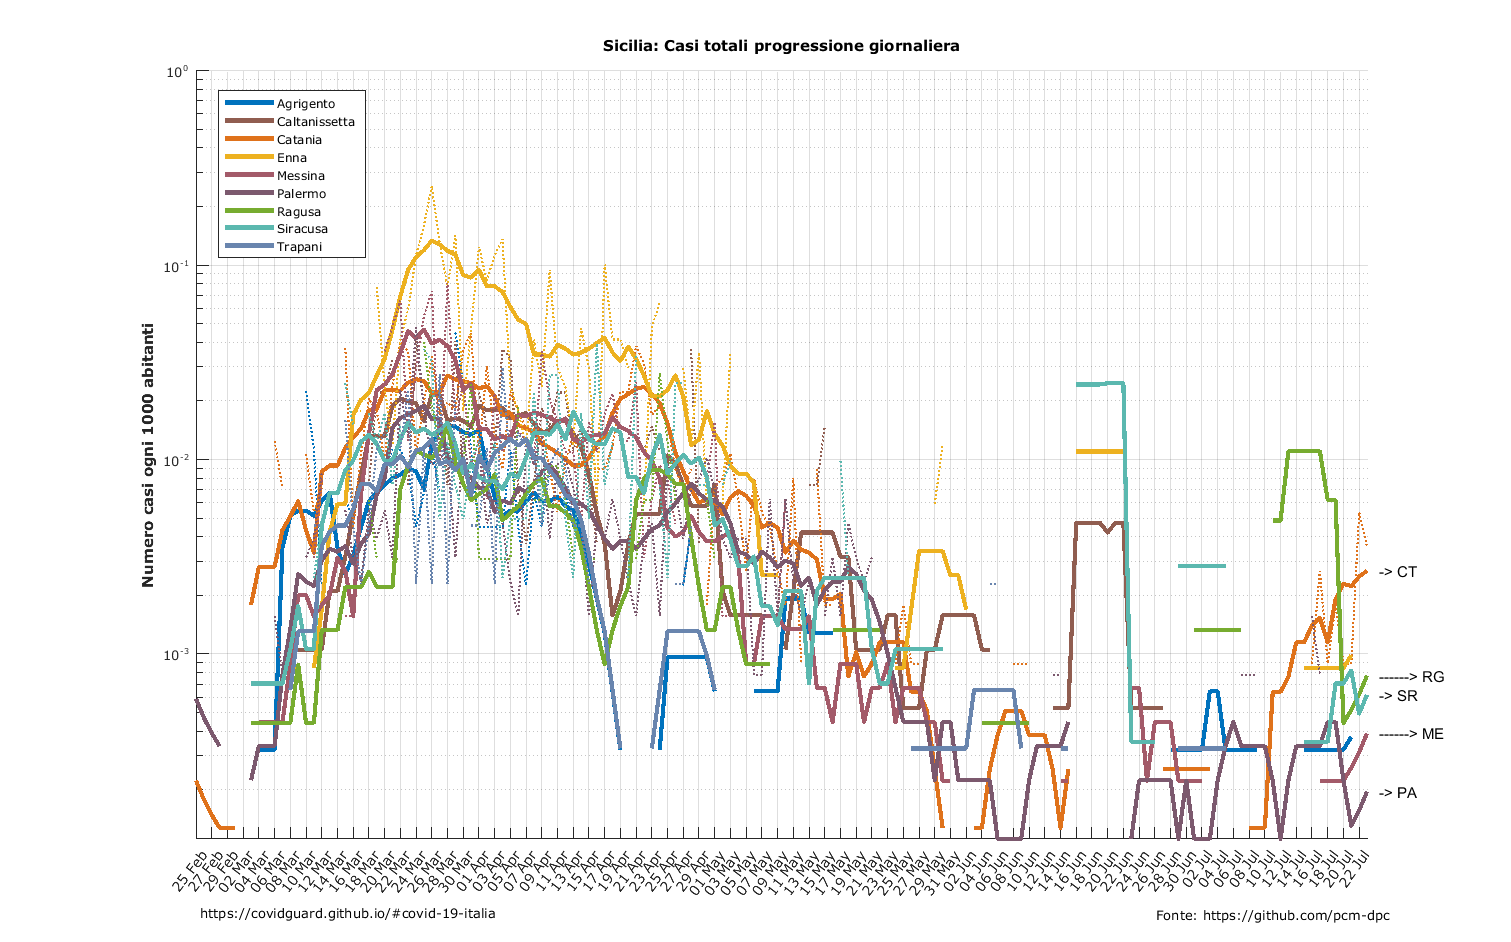 Sicilia: Casi totali progressione giornaliera
Numero casi ogni 1000 abitanti
10^0
10^-1
10^-2
10^-3
Agrigento
Caltanissetta
Catania
Enna
Messina
Palermo
Ragusa
Siracusa
Trapani
-> CT
------> RG
-> SR
------> ME
-> PA
25 Feb
27 Feb
29 Feb
02 Mar
04 Mar
06 Mar
08 Mar
10 Mar
12 Mar
14 Mar
16 Mar
18 Mar
20 Mar
22 Mar
24 Mar
26 Mar
28 Mar
30 Mar
01 Apr
03 Apr
05 Apr
07 Apr
09 Apr
11 Apr
13 Apr
15 Apr
17 Apr
19 Apr
21 Apr
23 Apr
25 Apr
27 Apr
29 Apr
01 May
03 May
05 May
07 May
09 May
11 May
13 May
15 May
17 May
19 May
21 May
23 May
25 May
27 May
29 May
31 May
02 Jun
04 Jun
06 Jun
08 Jun
10 Jun
12 Jun
14 Jun
16 Jun
18 Jun
20 Jun
22 Jun
24 Jun
26 Jun
28 Jun
30 Jun
02 Jul
04 Jul
06 Jul
08 Jul
10 Jul
12 Jul
14 Jul
16 Jul
18 Jul
20 Jul
22 Jul
https://covidguard.github.io/#covid-19-italia
Fonte: https://github.com/pcm-dpc